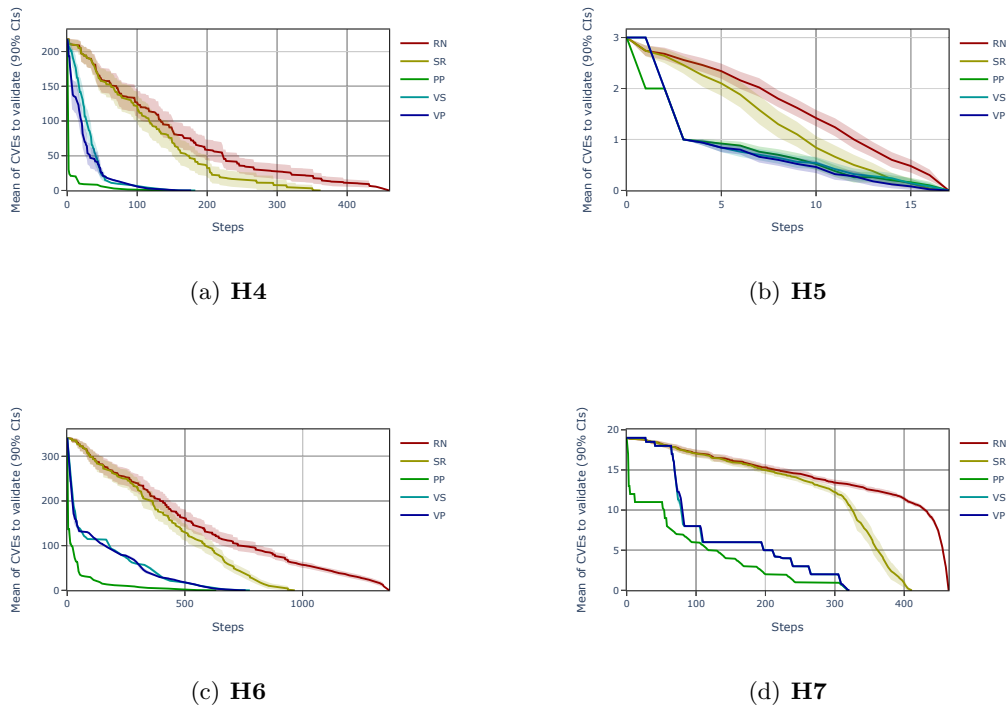 Mean of CVEs to validate (90% CIs)
200
150
100
50
0
0
100
200
300
400
Steps
RN
SR
PP
VS
VP
(a) H4
Mean of CVEs to validate (90% CIs)
3
2
1
0
0
5
10
15
Steps
RN
SR
PP
VS
VP
(b) H5
Mean of CVEs to validate (90% CIs)
300
200
100
0
0
500
1000
Steps
RN
SR
PP
VS
VP
(c) H6
Mean of CVEs to validate (90% CIs)
20
15
10
5
0
0
100
200
300
400
Steps
RN
SR
PP
VS
VP
(d) H7